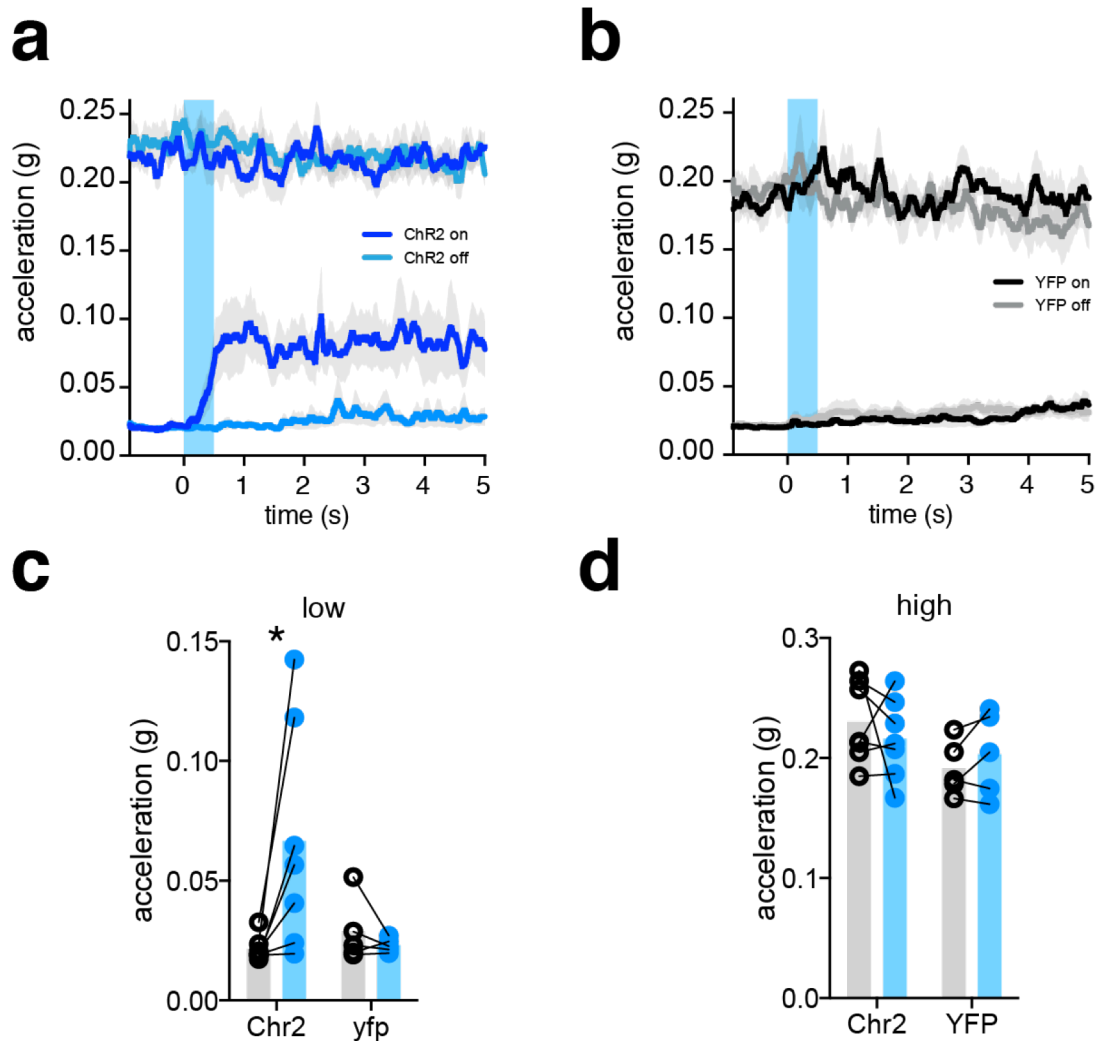 a
acceleration (g)
0.25
0.20
0.15
0.10
0.05
0.00
ChR2 on
ChR2 off
0 1 2 3 4 5
time (s)
b
acceleration (g)
0.25
0.20
0.15
0.10
0.05
0.00
YFP on
YFP off
0 1 2 3 4 5
time (s)
c
low
acceleration (g)
0.15
0.10
0.05
0.00
*
Chr2 yfp
d
high
acceleration (g)
0.3
0.2
0.1
0.0
Chr2 YFP